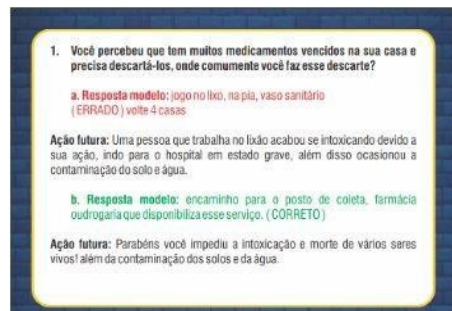 1. Você percebeu que tem muitos medicamentos vencidos na sua casa e
precisa descartá-los, onde comumente você faz esse descarte?
a. Resposta modelo: jogo no lixo, na pia, vaso sanitário
( ERRADO ) volte 4 casas
Ação futura: Uma pessoa que trabalha no lixão acabou se intoxicando devido a
sua ação, indo para o hospital em estado grave, além disso ocasionou a
contaminação do solo e água.
b. Resposta modelo: encaminho para o posto de coleta, farmácia
oudrogaria que disponibiliza esse serviço. ( CORRETO )
Ação futura: Parabéns você impediu a intoxicação e morte de vários seres
vivos! além da contaminação dos solos e da água.